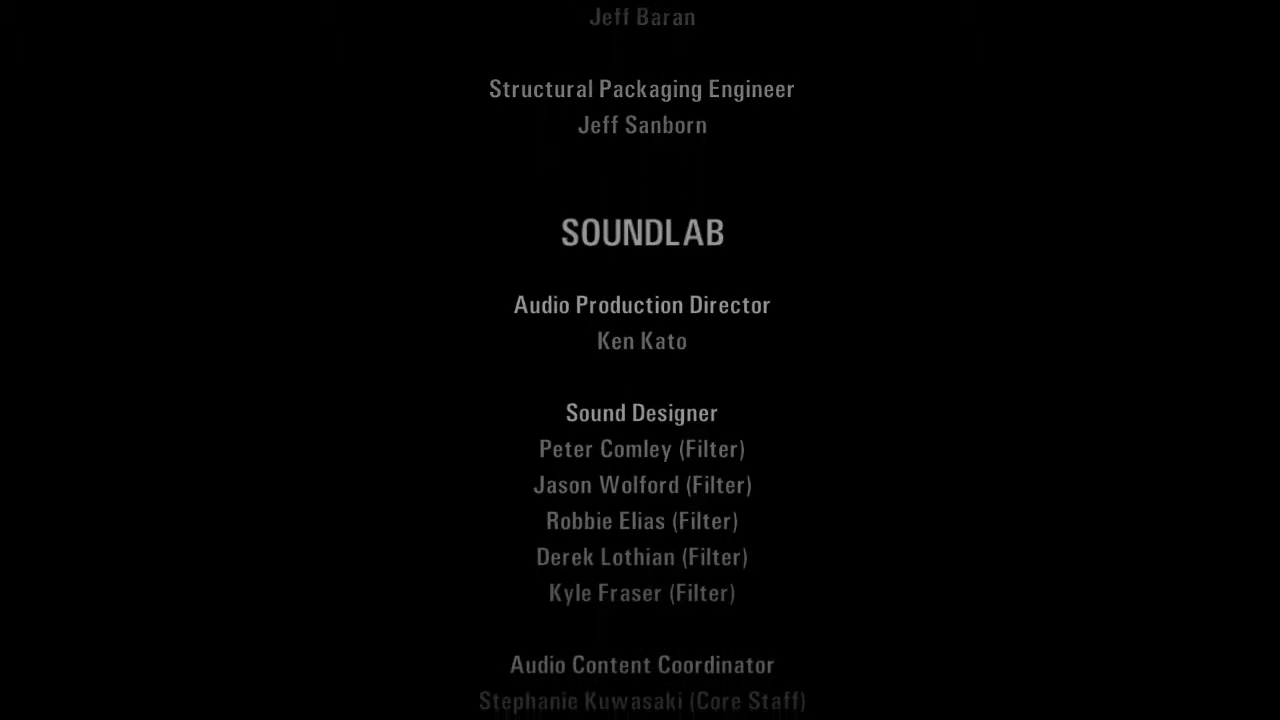 Jeff Baran
Structural Packaging Engineer
Jeff Sanborn
SOUNDLAB
Audio Production Director
Ken Kato
Sound Designer
Peter Comley (Filter)
Jason Wolford (Filter)
Robbie Elias (Filter)
Derek Lothian (Filter)
Kyle Fraser (Filter)
Audio Content Coordinator
Stephanie Kuwasaki (Core Staff)